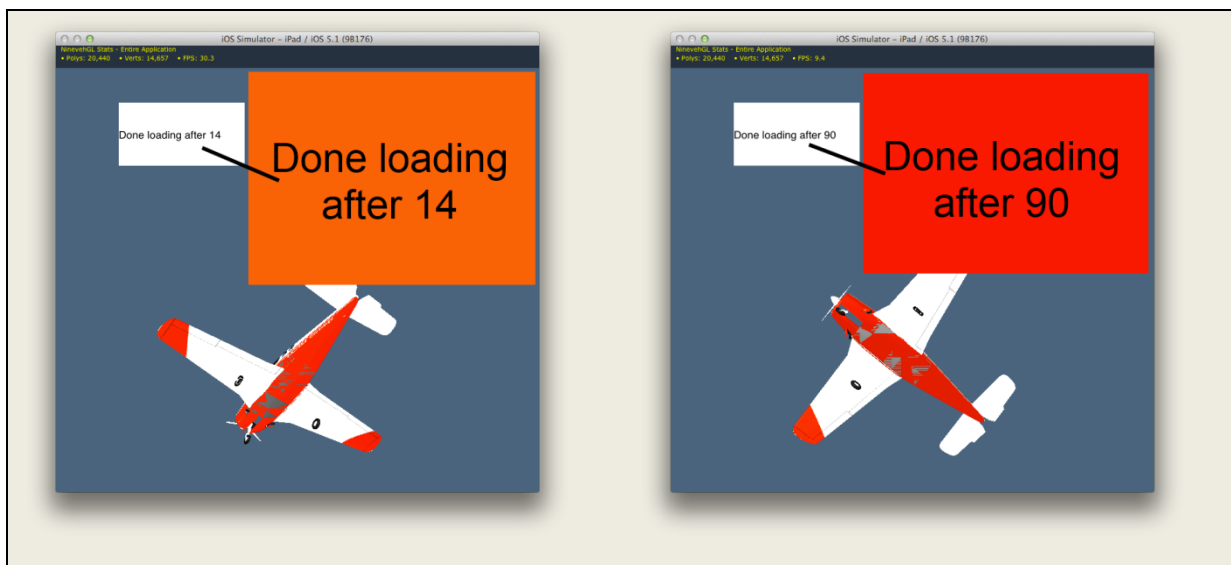 iOS Simulator – iPad / iOS 5.1 (9B176)
NinevehGL Stats – Entire Application
• Polys: 20,440 • Verts: 14,657 • FPS: 30.3
Done loading after 14
Done loading
after 14
iOS Simulator – iPad / iOS 5.1 (9B176)
NinevehGL Stats – Entire Application
• Polys: 20,440 • Verts: 14,657 • FPS: 9.4
Done loading after 90
Done loading
after 90